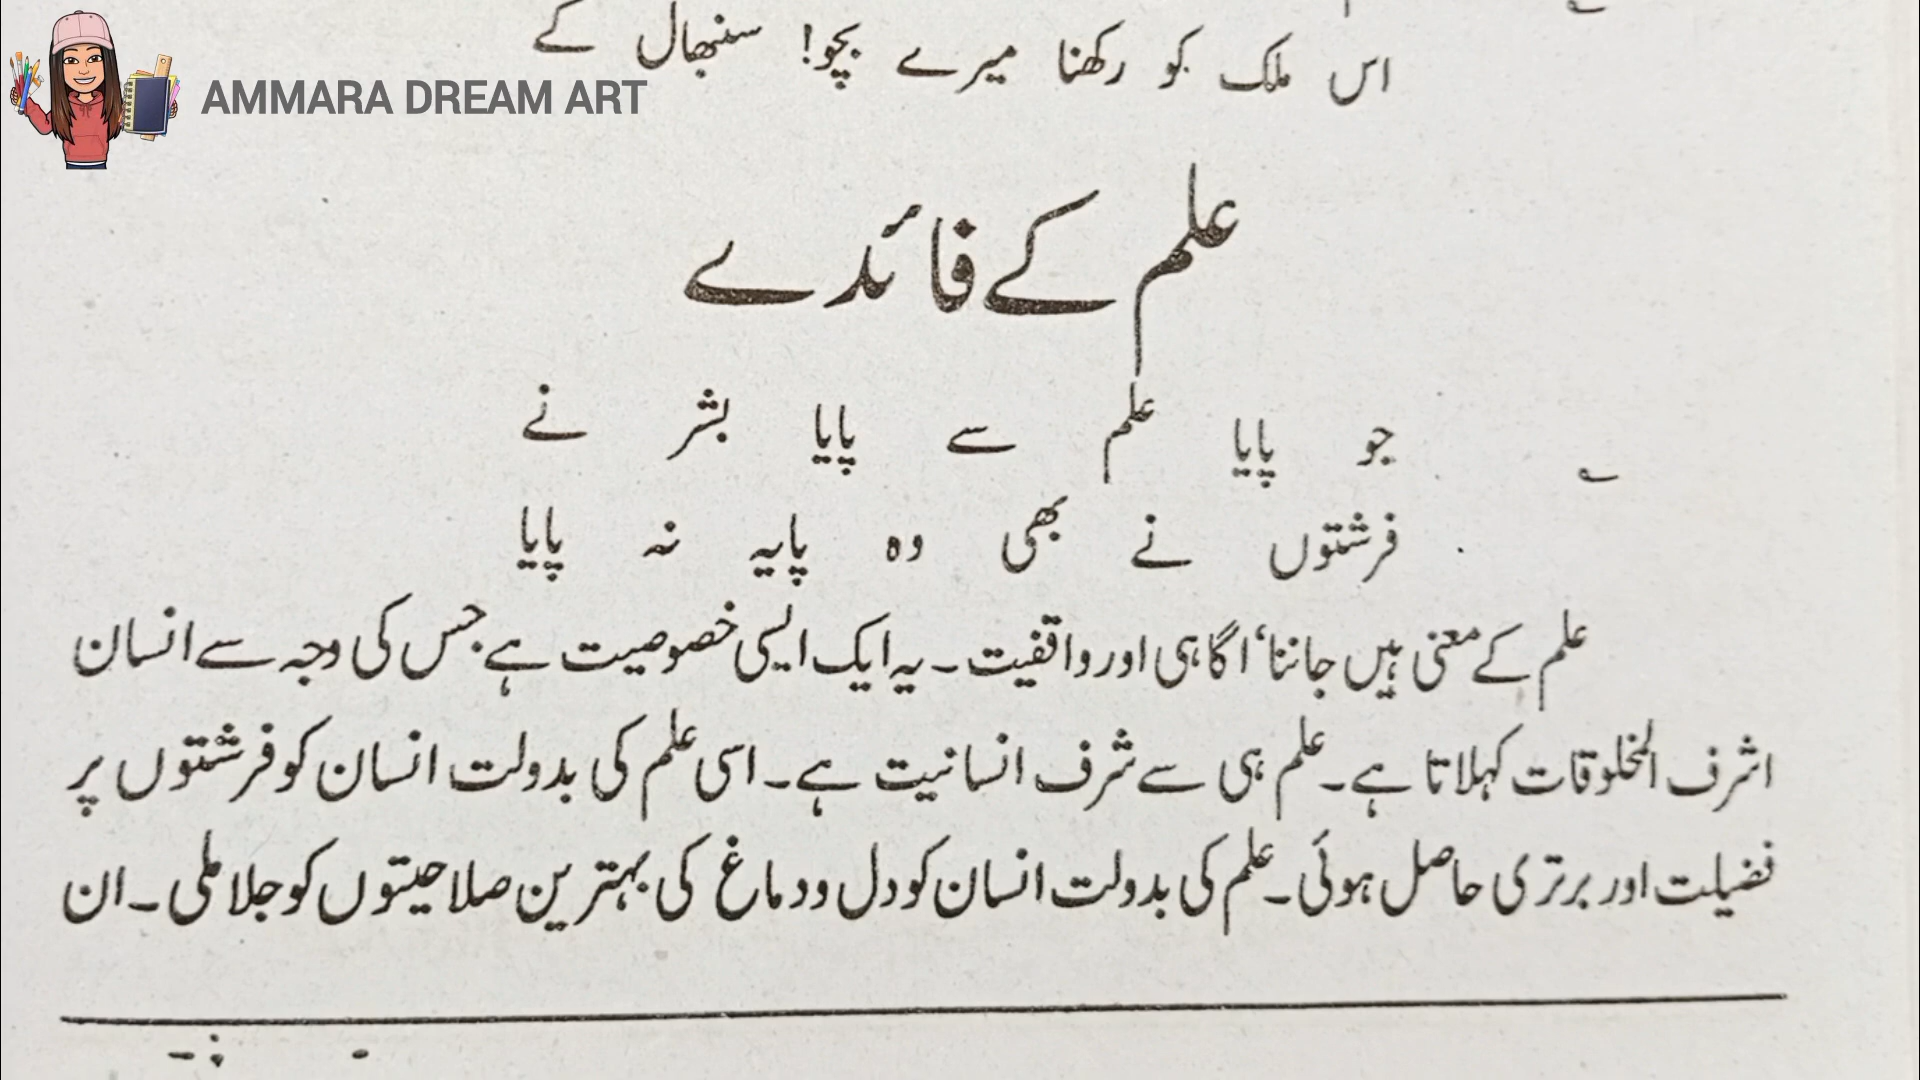 اس ملک کو رکھنا میرے بچو! سنبھال کے
AMMARA DREAM ART
علم کے فائدے
؎ جو پایا علم سے پایا بشر نے
فرشتوں نے بھی وہ پایہ نہ پایا
علم کے معنی ہیں جاننا، اگاہی اور واقفیت۔ یہ ایک ایسی خصوصیت ہے جس کی وجہ سے انسان
اشرف المخلوقات کہلاتا ہے۔ علم ہی سے شرف انسانیت ہے۔ اسی علم کی بدولت انسان کو فرشتوں پر
فضیلت اور برتری حاصل ہوئی۔ علم کی بدولت انسان کو دل و دماغ کی بہترین صلاحیتوں کو جلا ملی۔ ان